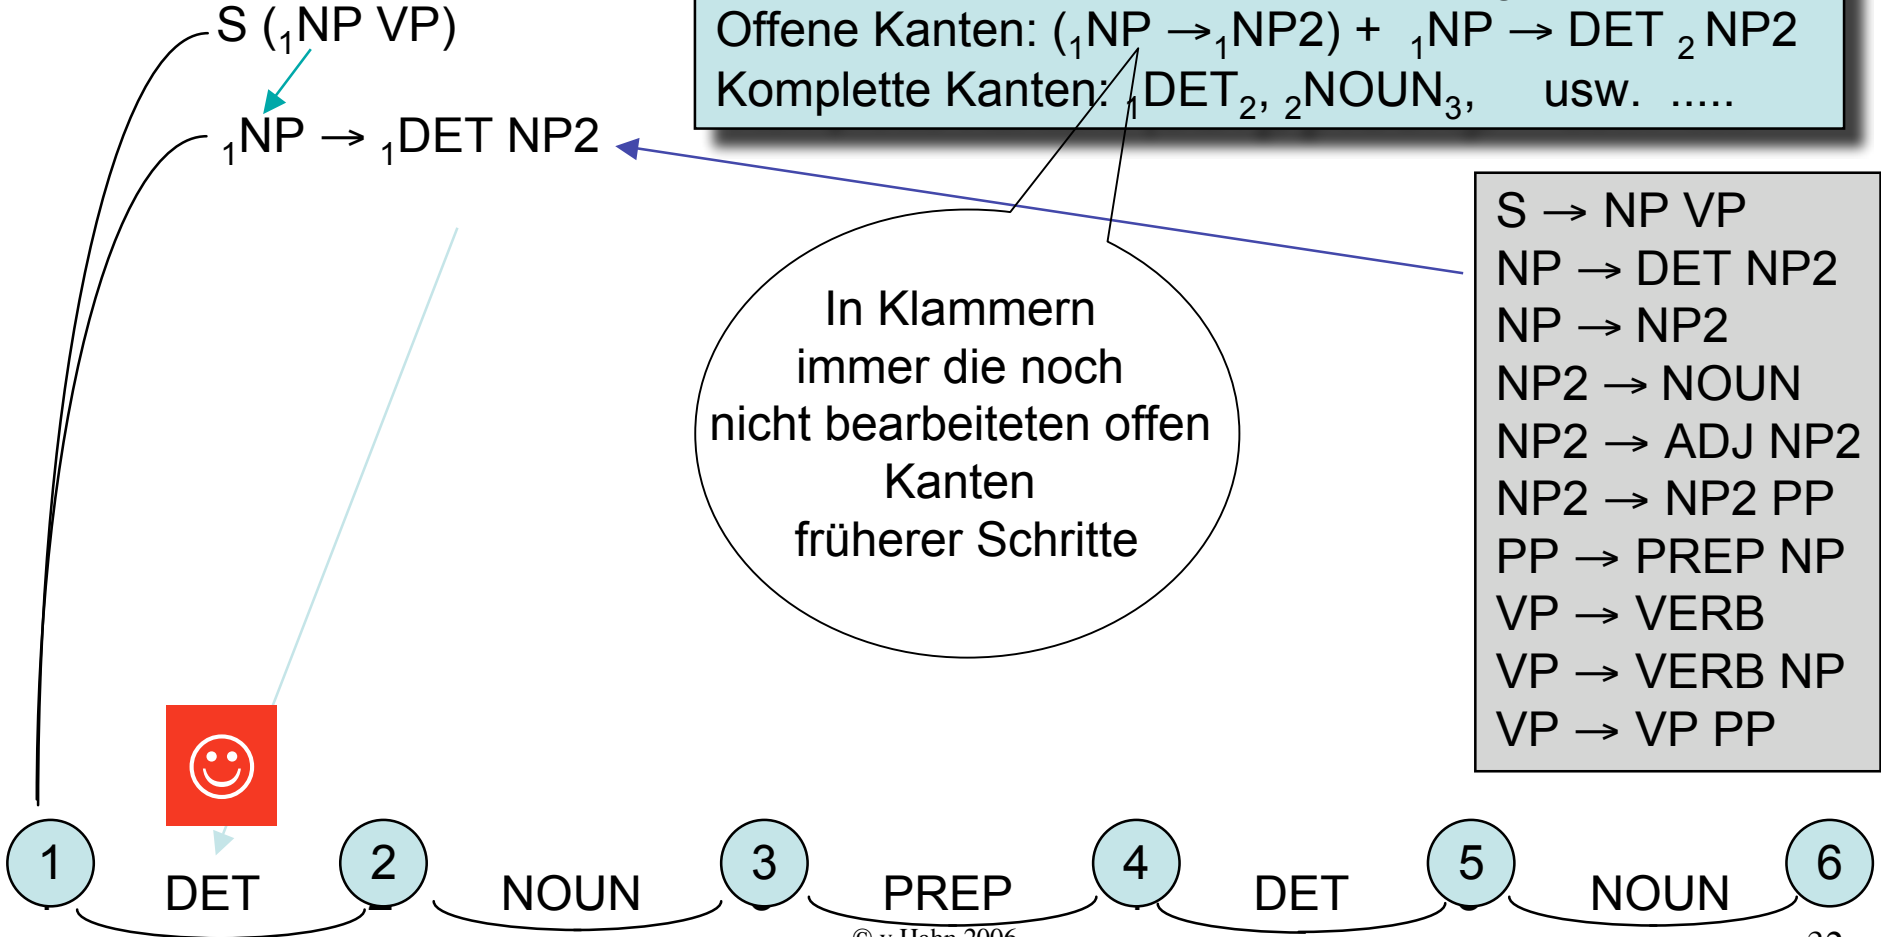 S (₁NP VP)
Offene Kanten: (₁NP → ₁NP2) + ₁NP → DET ₂ NP2
Komplette Kanten: ₁DET₂, ₂NOUN₃, usw. .....
₁NP → ₁DET NP2
In Klammern
immer die noch
nicht bearbeiteten offen
Kanten
früherer Schritte
S → NP VP
NP → DET NP2
NP → NP2
NP2 → NOUN
NP2 → ADJ NP2
NP2 → NP2 PP
PP → PREP NP
VP → VERB
VP → VERB NP
VP → VP PP
1 DET 2 NOUN 3 PREP 4 DET 5 NOUN 6
© v.Hahn 2006
32